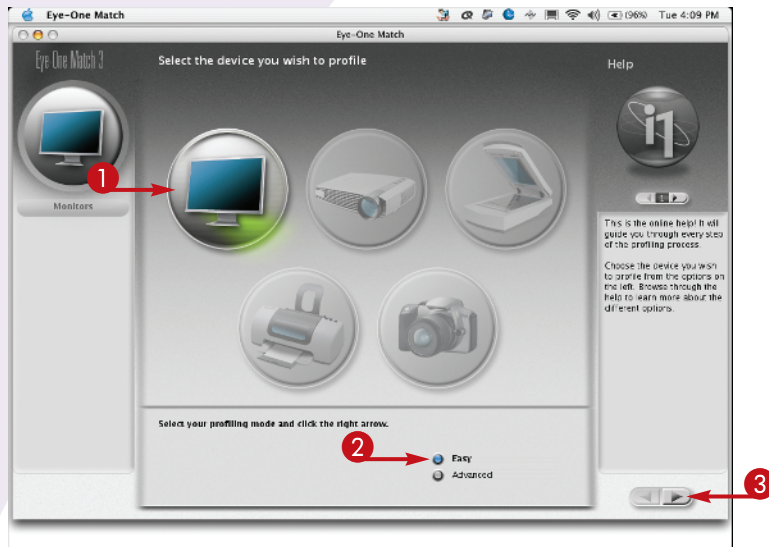 Eye-One Match
(96%) Tue 4:09 PM
Eye-One Match
Eye One Match 3
Select the device you wish to profile
Help
1
i1
1
Monitors
This is the online help! It will
guide you through every step
of the profiling process.
Choose the device you wish
to profile from the options on
the left. Browse through the
help to learn more about the
different options.
Select your profiling mode and click the right arrow.
2
Easy
Advanced
3